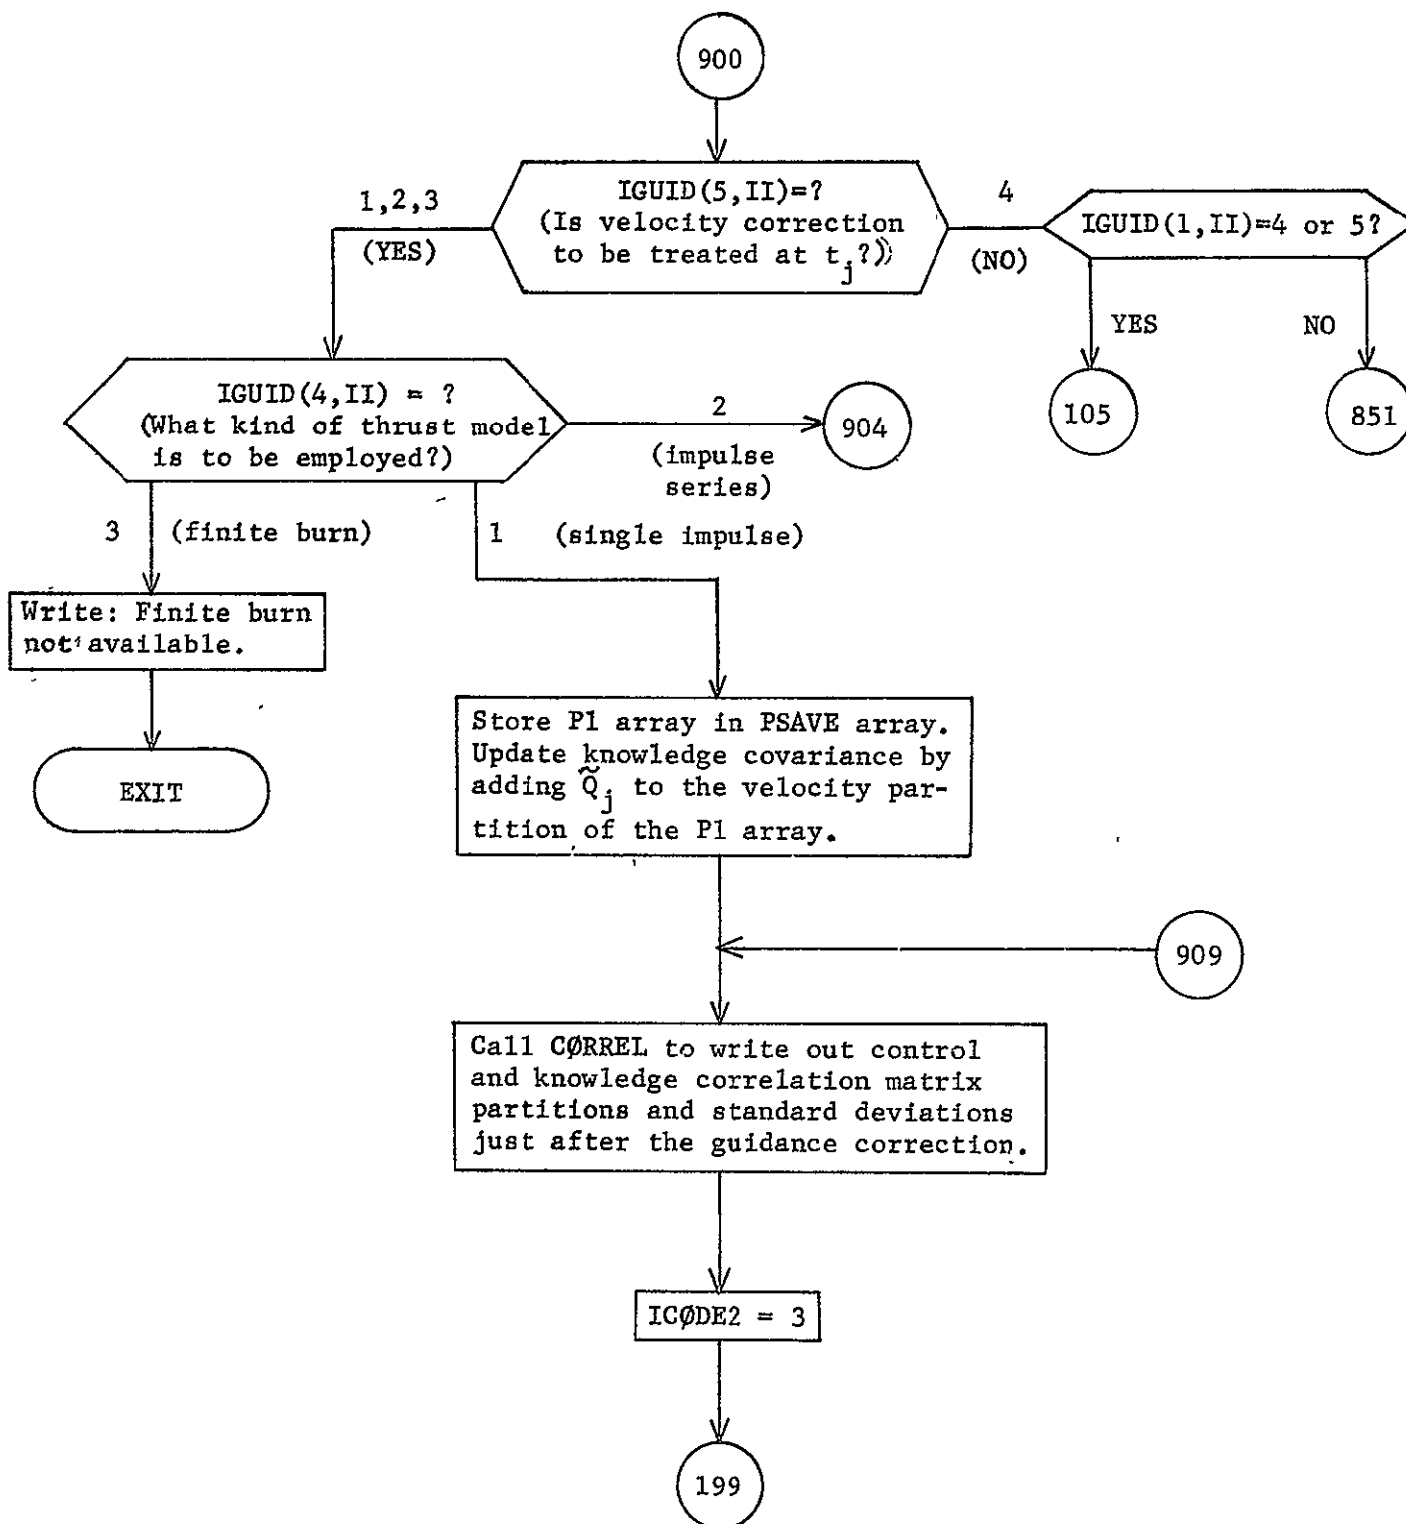 900
IGUID(5,II)=?
(Is velocity correction
to be treated at t_j?)
1,2,3
(YES)
4
(NO)
IGUID(1,II)=4 or 5?
YES
NO
105
851
IGUID(4,II) = ?
(What kind of thrust model
is to be employed?)
2
(impulse
series)
904
3 (finite burn)
1 (single impulse)
Write: Finite burn
not available.
EXIT
Store P1 array in PSAVE array.
Update knowledge covariance by
adding Q̃_j to the velocity par-
tition of the P1 array.
909
Call CØRREL to write out control
and knowledge correlation matrix
partitions and standard deviations
just after the guidance correction.
ICØDE2 = 3
199